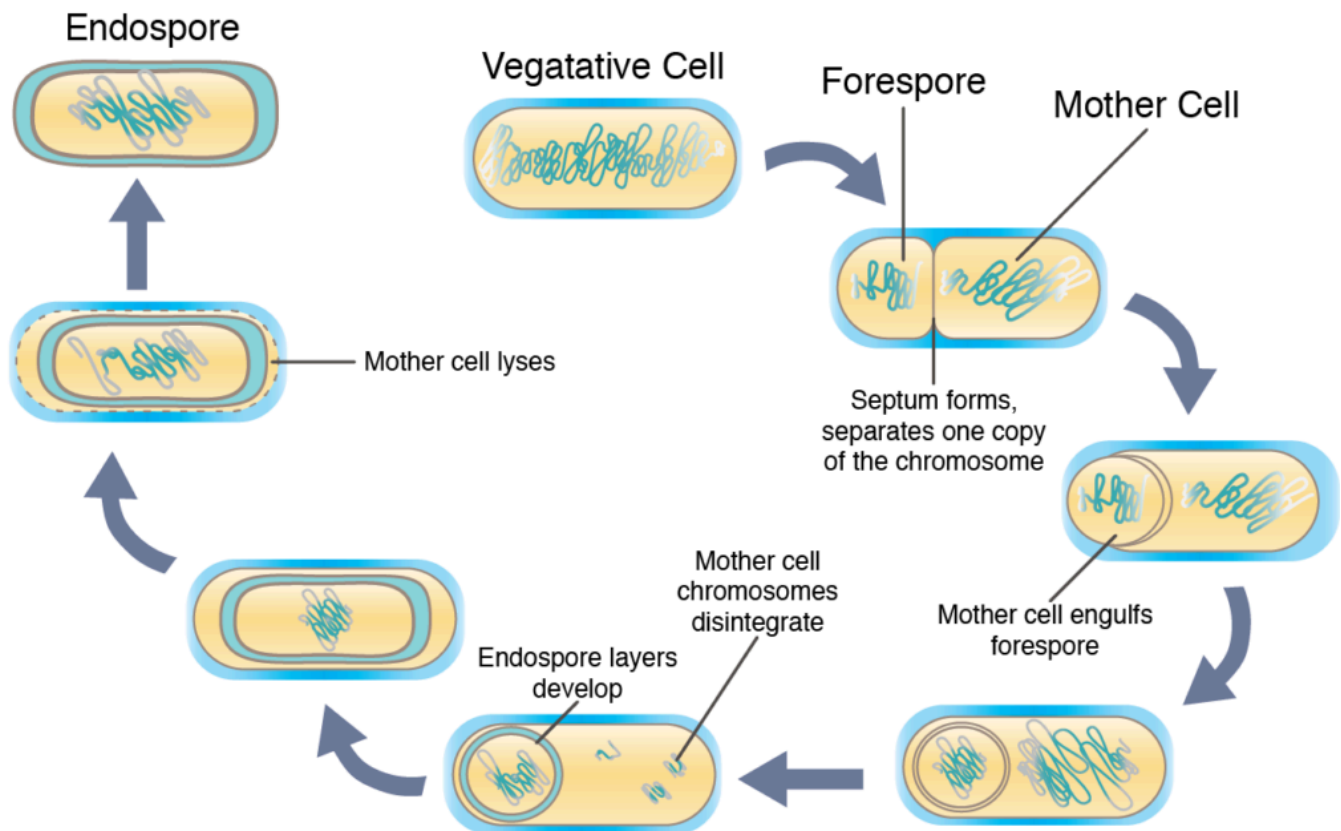 Endospore
Vegatative Cell
Forespore
Mother Cell
Septum forms,
separates one copy
of the chromosome
Mother cell engulfs
forespore
Mother cell
chromosomes
disintegrate
Endospore layers
develop
Mother cell lyses